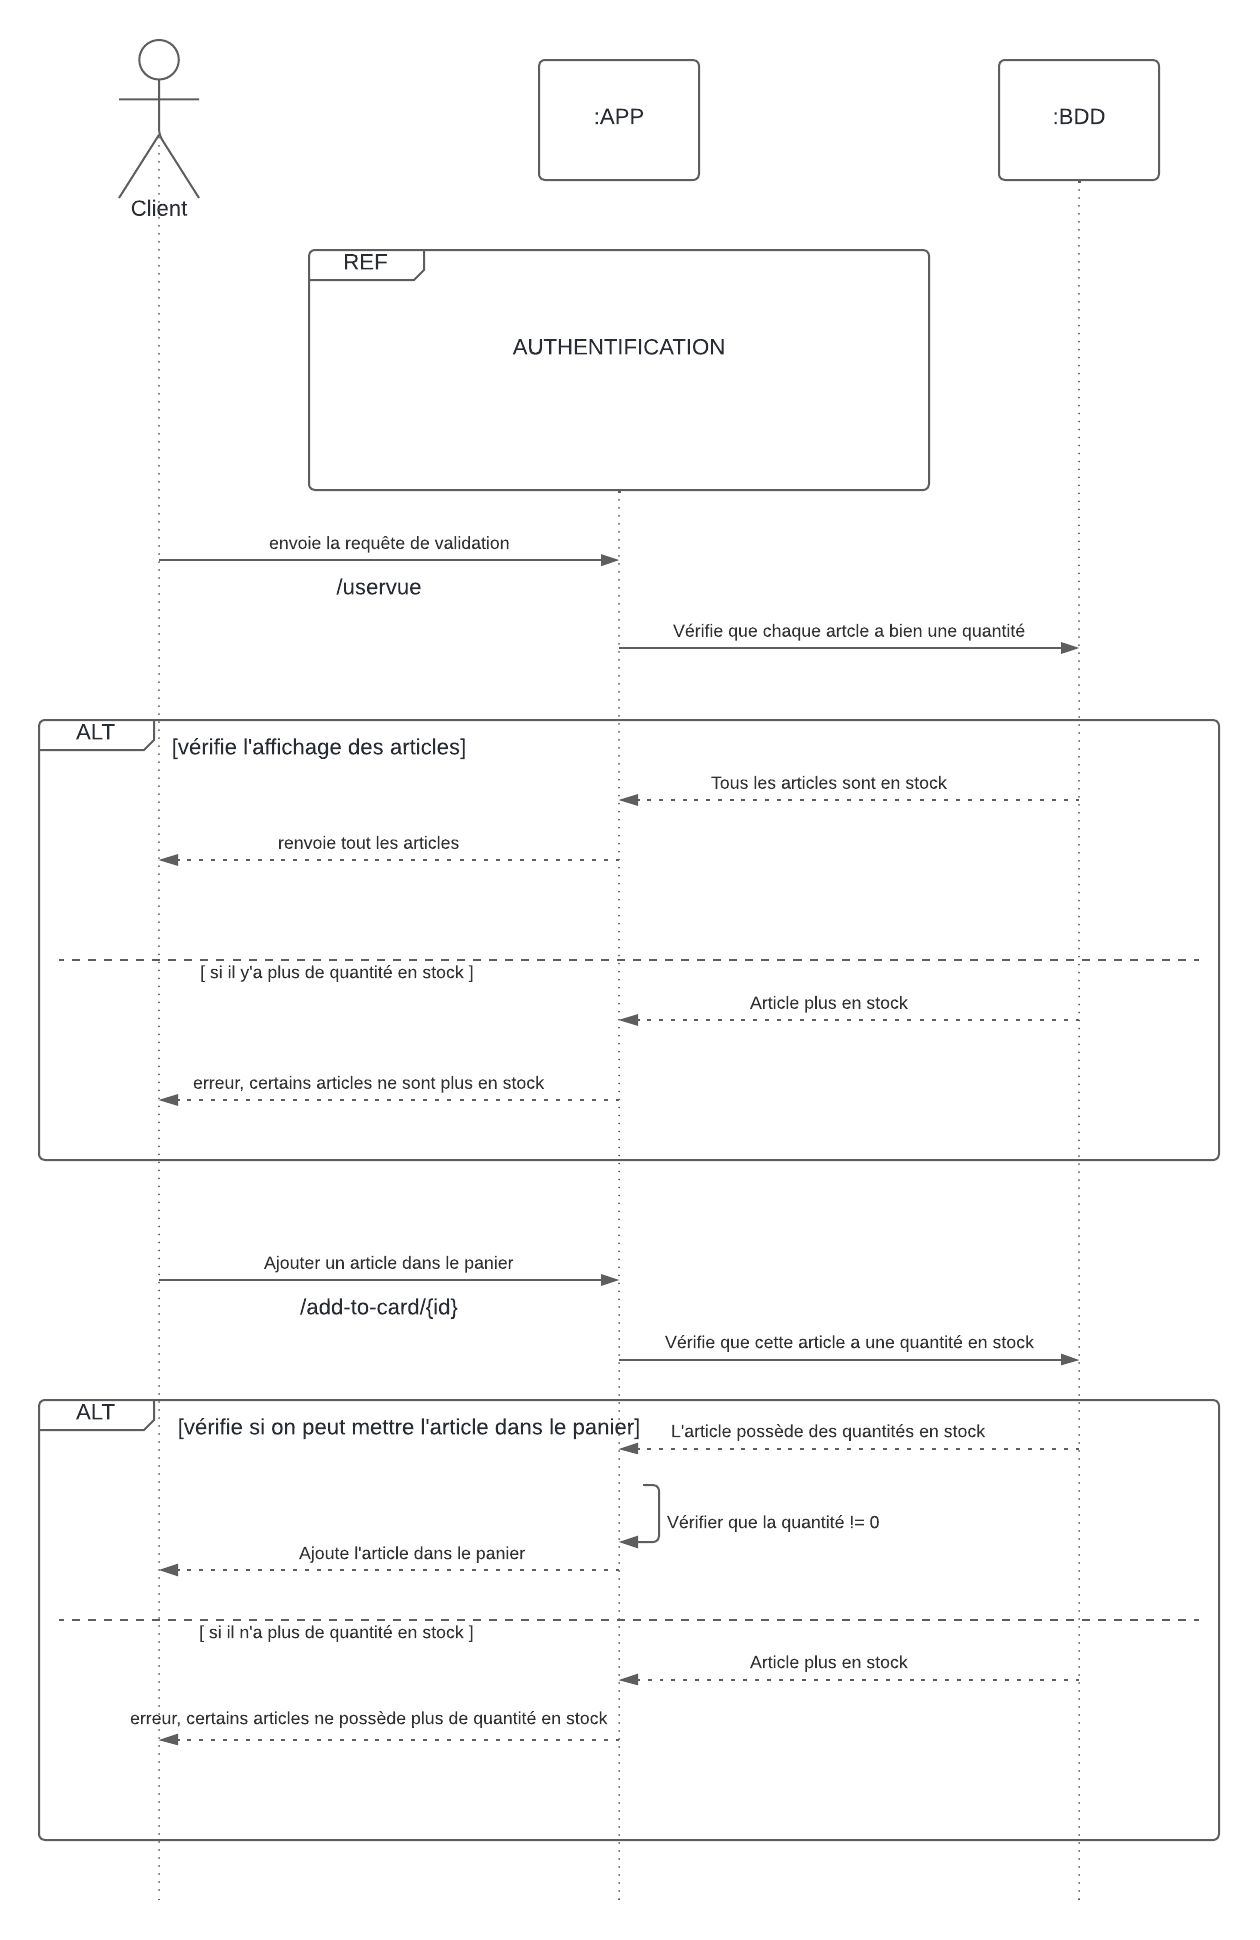 :APP
:BDD
Client
REF
AUTHENTIFICATION
envoie la requête de validation
/uservue
Vérifie que chaque artcle a bien une quantité
ALT
[vérifie l'affichage des articles]
Tous les articles sont en stock
renvoie tout les articles
[ si il y'a plus de quantité en stock ]
Article plus en stock
erreur, certains articles ne sont plus en stock
Ajouter un article dans le panier
/add-to-card/{id}
Vérifie que cette article a une quantité en stock
ALT
[vérifie si on peut mettre l'article dans le panier]
L'article possède des quantités en stock
Vérifier que la quantité != 0
Ajoute l'article dans le panier
[ si il n'a plus de quantité en stock ]
Article plus en stock
erreur, certains articles ne possède plus de quantité en stock